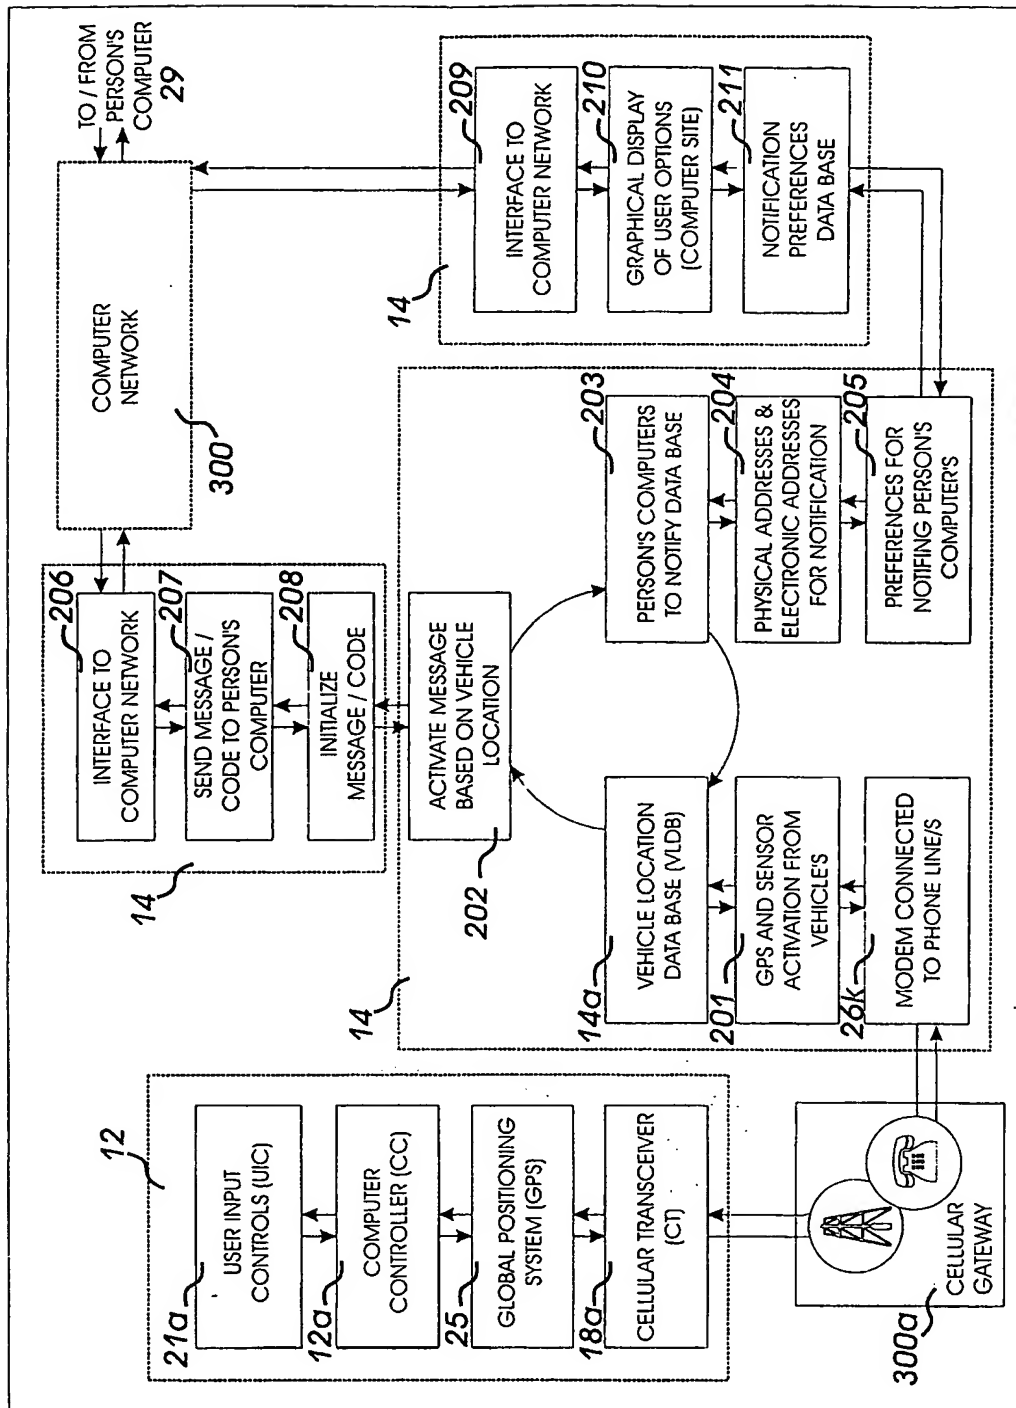 12
21a
USER INPUT
CONTROLS (UIC)
12a
COMPUTER
CONTROLLER (CC)
25
GLOBAL POSITIONING
SYSTEM (GPS)
18a
CELLULAR TRANSCEIVER
(CT)
300a
CELLULAR
GATEWAY
14
206
INTERFACE TO
COMPUTER NETWORK
207
SEND MESSAGE /
CODE TO PERSON'S
COMPUTER
208
INITIALIZE
MESSAGE / CODE
14
202
ACTIVATE MESSAGE
BASED ON VEHICLE
LOCATION
14a
VEHICLE LOCATION
DATA BASE (VLDB)
201
GPS AND SENSOR
ACTIVATION FROM
VEHICLE'S
26k
MODEM CONNECTED
TO PHONE LINE/S
203
PERSON'S COMPUTERS
TO NOTIFY DATA BASE
204
PHYSICAL ADDRESSES &
ELECTRONIC ADDRESSES
FOR NOTIFICATION
205
PREFERENCES FOR
NOTIFING PERSON'S
COMPUTER'S
300
COMPUTER
NETWORK
TO / FROM
PERSON'S
COMPUTER
29
14
209
INTERFACE TO
COMPUTER NETWORK
210
GRAPHICAL DISPLAY
OF USER OPTIONS
(COMPUTER SITE)
211
NOTIFICATION
PREFERENCES
DATA BASE